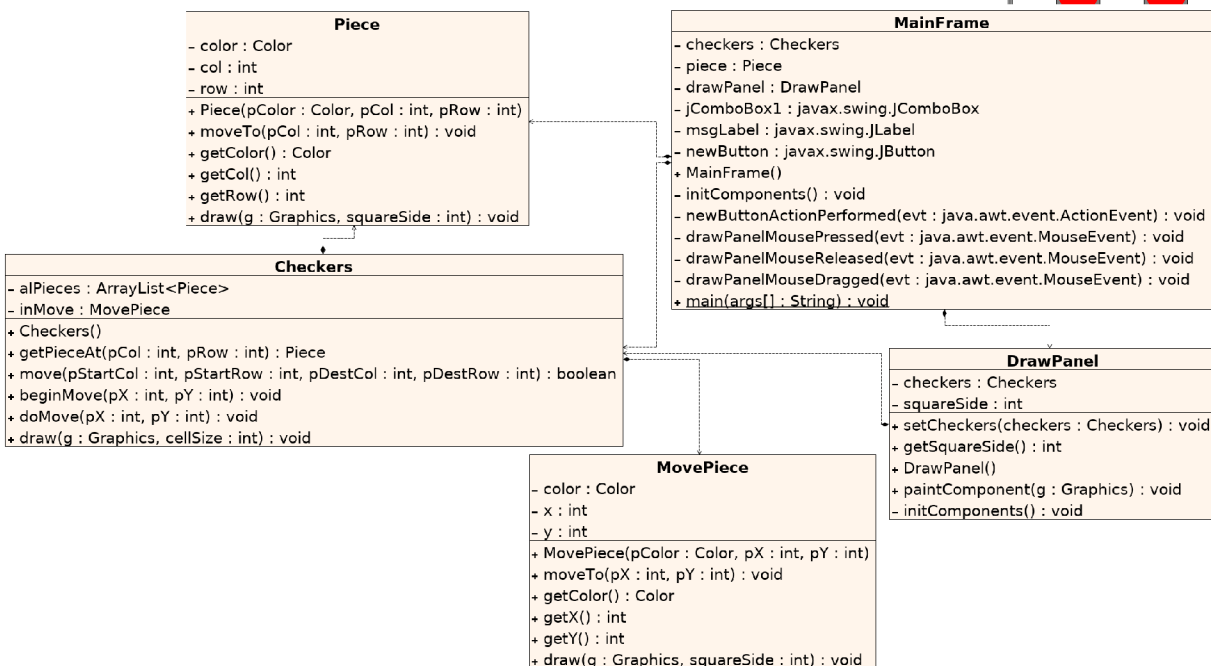 Piece
– color : Color
– col : int
– row : int
+ Piece(pColor : Color, pCol : int, pRow : int)
+ moveTo(pCol : int, pRow : int) : void
+ getColor() : Color
+ getCol() : int
+ getRow() : int
+ draw(g : Graphics, squareSide : int) : void
MainFrame
– checkers : Checkers
– piece : Piece
– drawPanel : DrawPanel
– jComboBox1 : javax.swing.JComboBox
– msgLabel : javax.swing.JLabel
– newButton : javax.swing.JButton
+ MainFrame()
– initComponents() : void
– newButtonActionPerformed(evt : java.awt.event.ActionEvent) : void
– drawPanelMousePressed(evt : java.awt.event.MouseEvent) : void
– drawPanelMouseReleased(evt : java.awt.event.MouseEvent) : void
– drawPanelMouseDragged(evt : java.awt.event.MouseEvent) : void
+ main(args[] : String) : void
Checkers
– alPieces : ArrayList<Piece>
– inMove : MovePiece
+ Checkers()
+ getPieceAt(pCol : int, pRow : int) : Piece
+ move(pStartCol : int, pStartRow : int, pDestCol : int, pDestRow : int) : boolean
+ beginMove(pX : int, pY : int) : void
+ doMove(pX : int, pY : int) : void
+ draw(g : Graphics, cellSize : int) : void
DrawPanel
– checkers : Checkers
– squareSide : int
+ setCheckers(checkers : Checkers) : void
+ getSquareSide() : int
+ DrawPanel()
+ paintComponent(g : Graphics) : void
– initComponents() : void
MovePiece
– color : Color
– x : int
– y : int
+ MovePiece(pColor : Color, pX : int, pY : int)
+ moveTo(pX : int, pY : int) : void
+ getColor() : Color
+ getX() : int
+ getY() : int
+ draw(g : Graphics, squareSide : int) : void